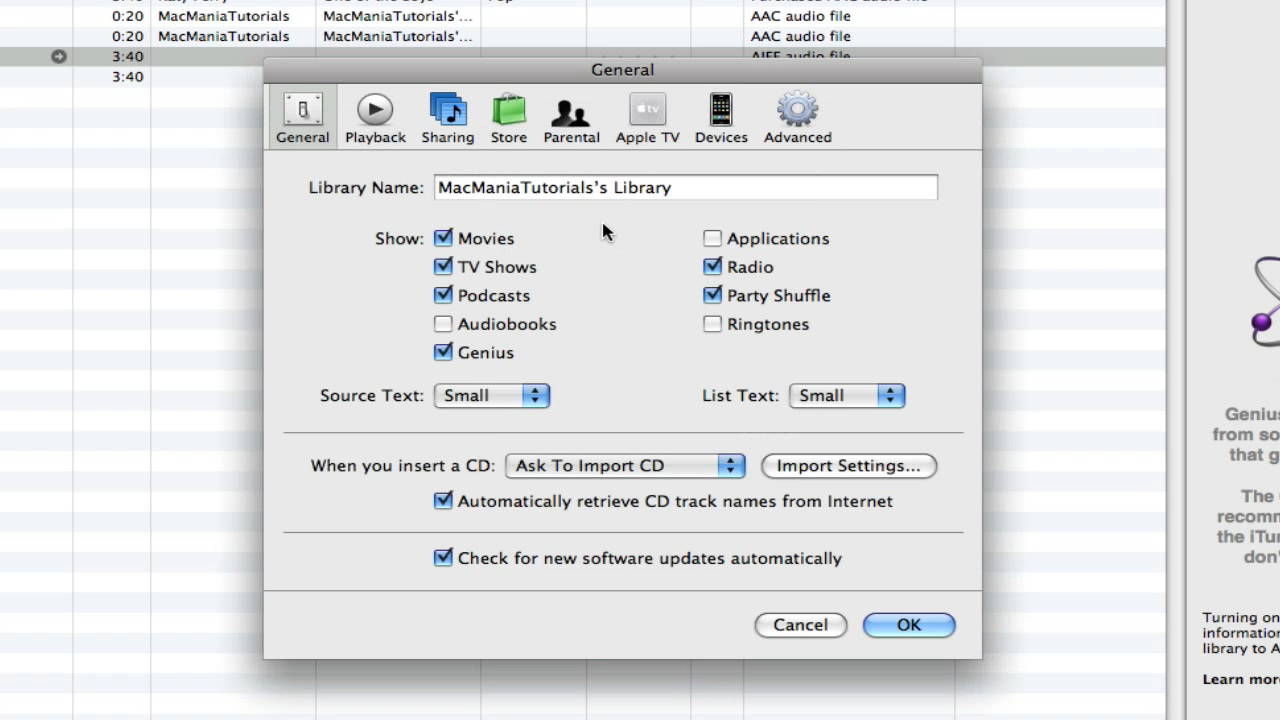 0:20 MacManiaTutorials MacManiaTutorials'... AAC audio file
0:20 MacManiaTutorials MacManiaTutorials'... AAC audio file
3:40 AIFF audio file
3:40
General
General Playback Sharing Store Parental Apple TV Devices Advanced
Library Name: MacManiaTutorials's Library
Show: Movies Applications
TV Shows Radio
Podcasts Party Shuffle
Audiobooks Ringtones
Genius
Source Text: Small List Text: Small
When you insert a CD: Ask To Import CD Import Settings...
Automatically retrieve CD track names from Internet
Check for new software updates automatically
Cancel OK
Genius
from so
that g
The
recomm
the iTu
don'
Turning on
information
library to A
Learn more